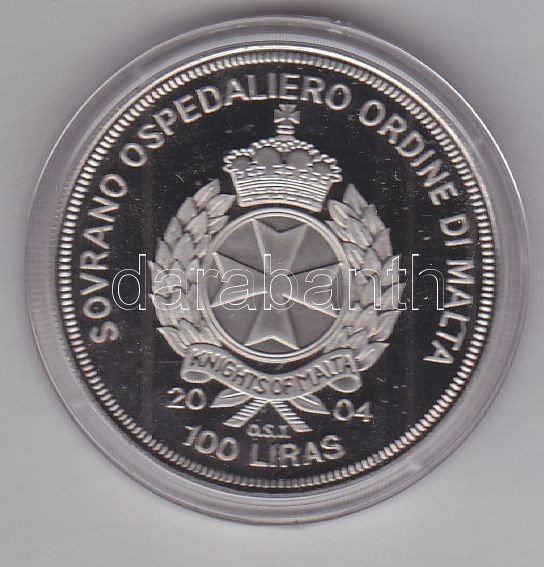 SOVRANO OSPEDALIERO ORDINE DI MALTA
darabanth
KNIGHTS OF MALTA
20 04
O.S.I
100 LIRAS